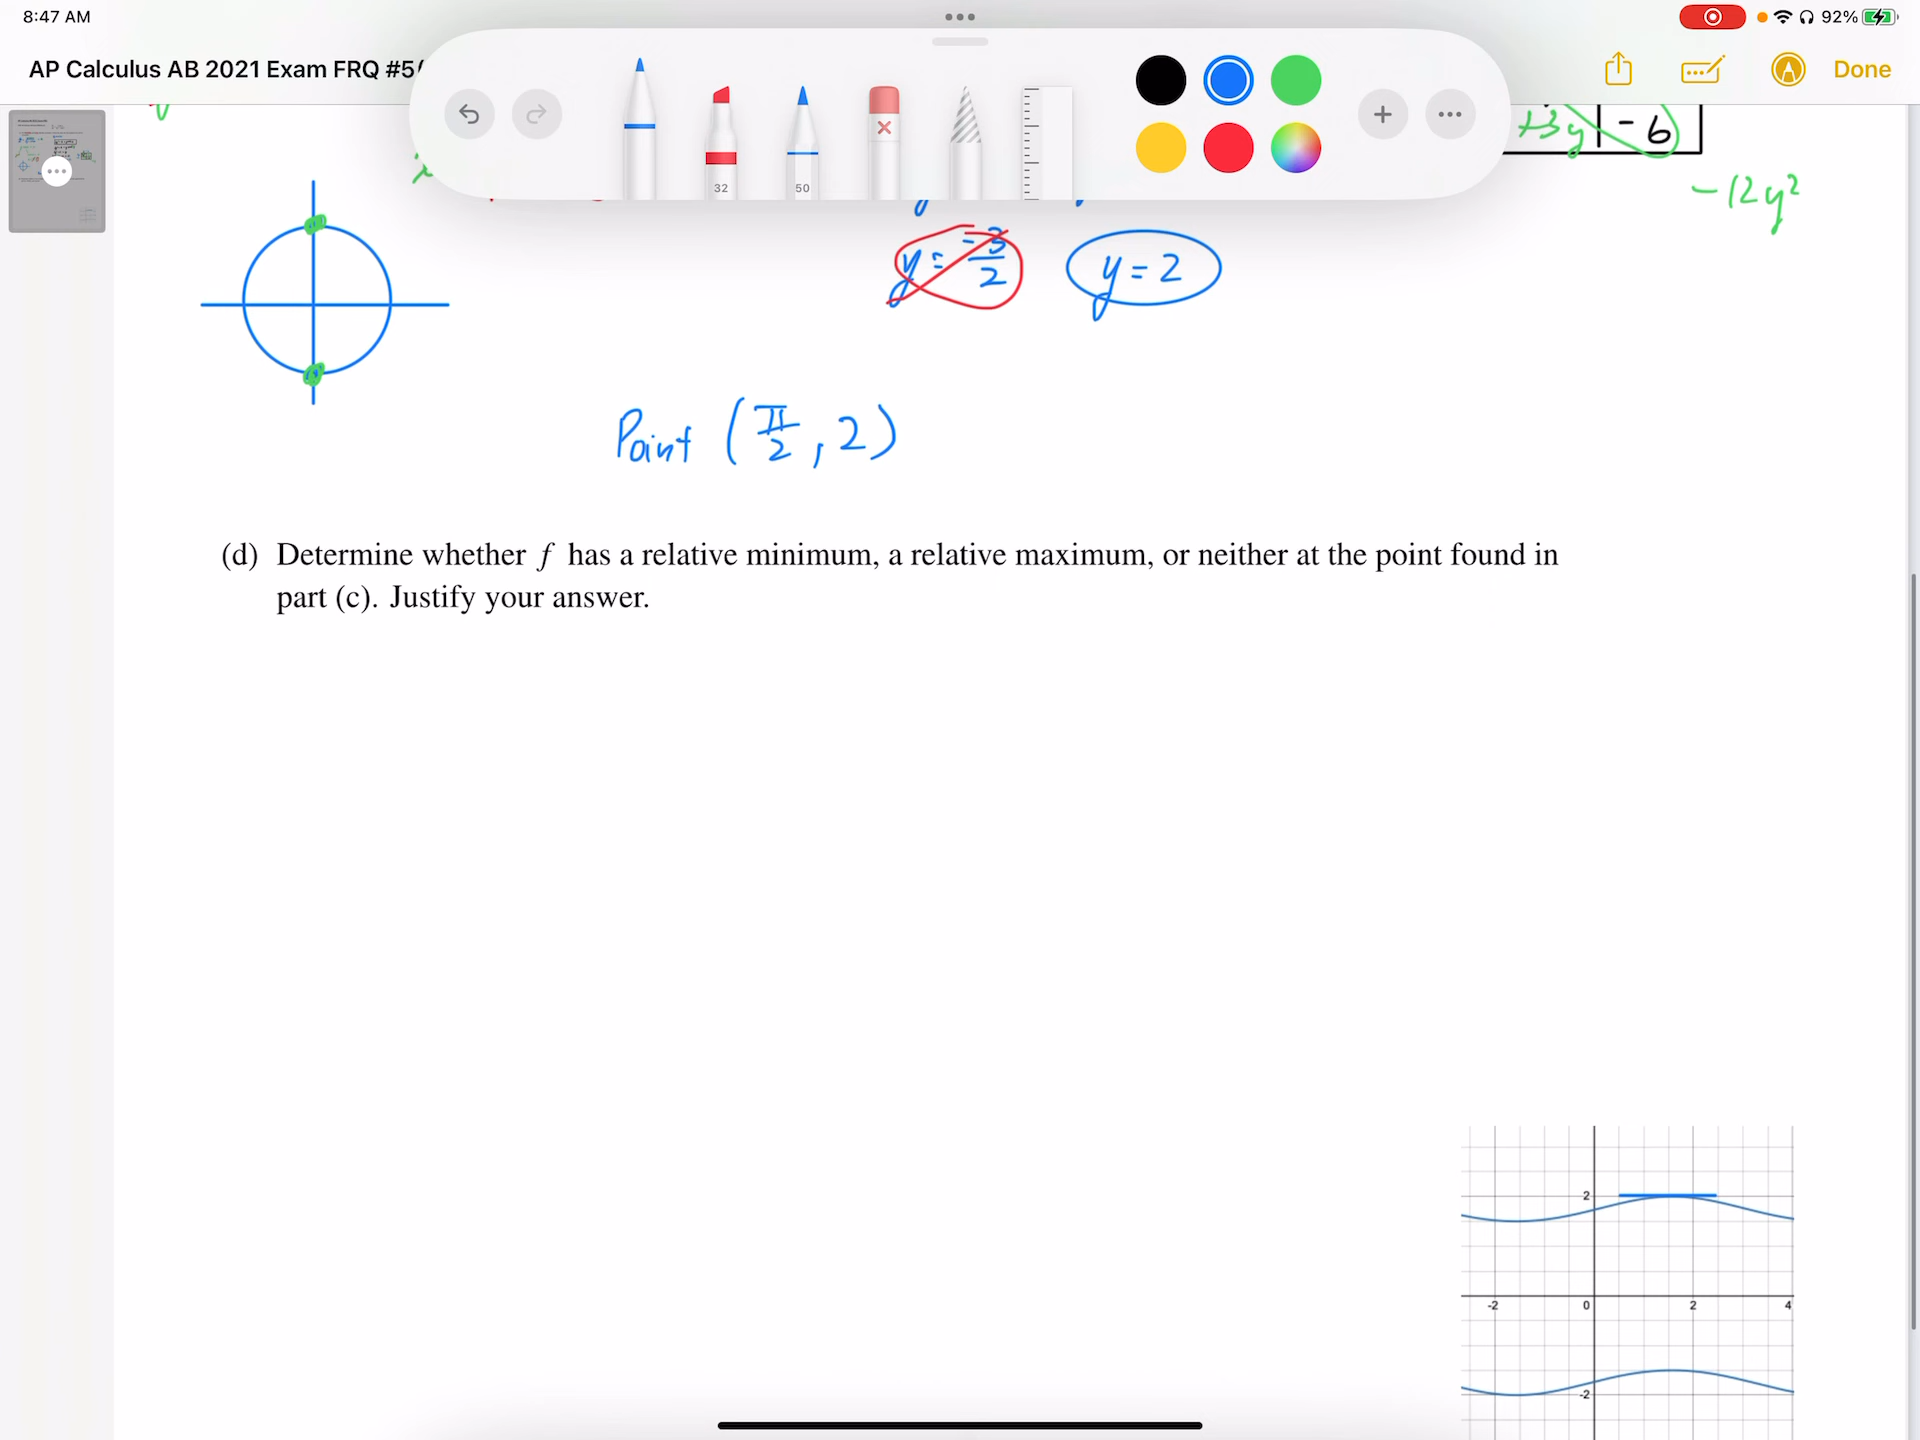 8:47 AM
92%
AP Calculus AB 2021 Exam FRQ #5
Done
32
50
+3y - 6
-12y²
y = -3/2 y = 2
Point (π/2, 2)
(d) Determine whether f has a relative minimum, a relative maximum, or neither at the point found in
part (c). Justify your answer.
2
-2 0 2 4
-2